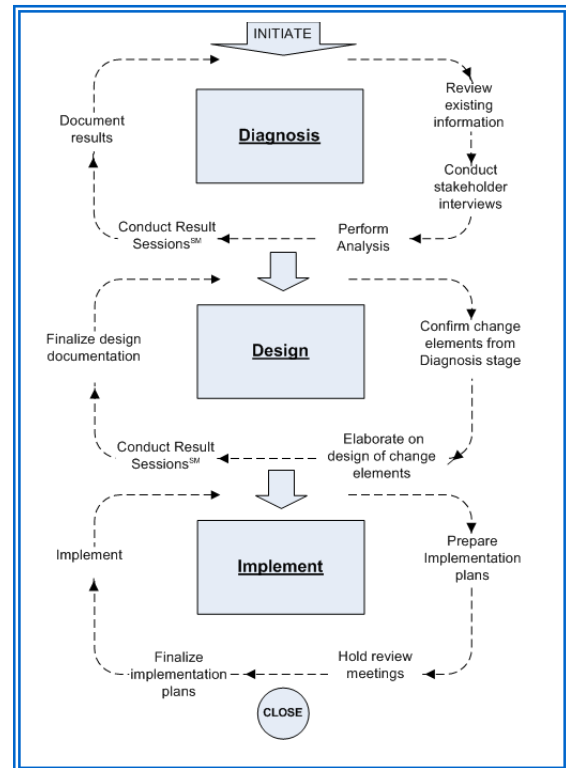 INITIATE
Review
existing
information
Document
results
Diagnosis
Conduct
stakeholder
interviews
Conduct Result
Sessions℠
Perform
Analysis
Finalize design
documentation
Design
Confirm change
elements from
Diagnosis stage
Conduct Result
Sessions℠
Elaborate on
design of change
elements
Implement
Implement
Prepare
Implementation
plans
Finalize
implementation
plans
Hold review
meetings
CLOSE